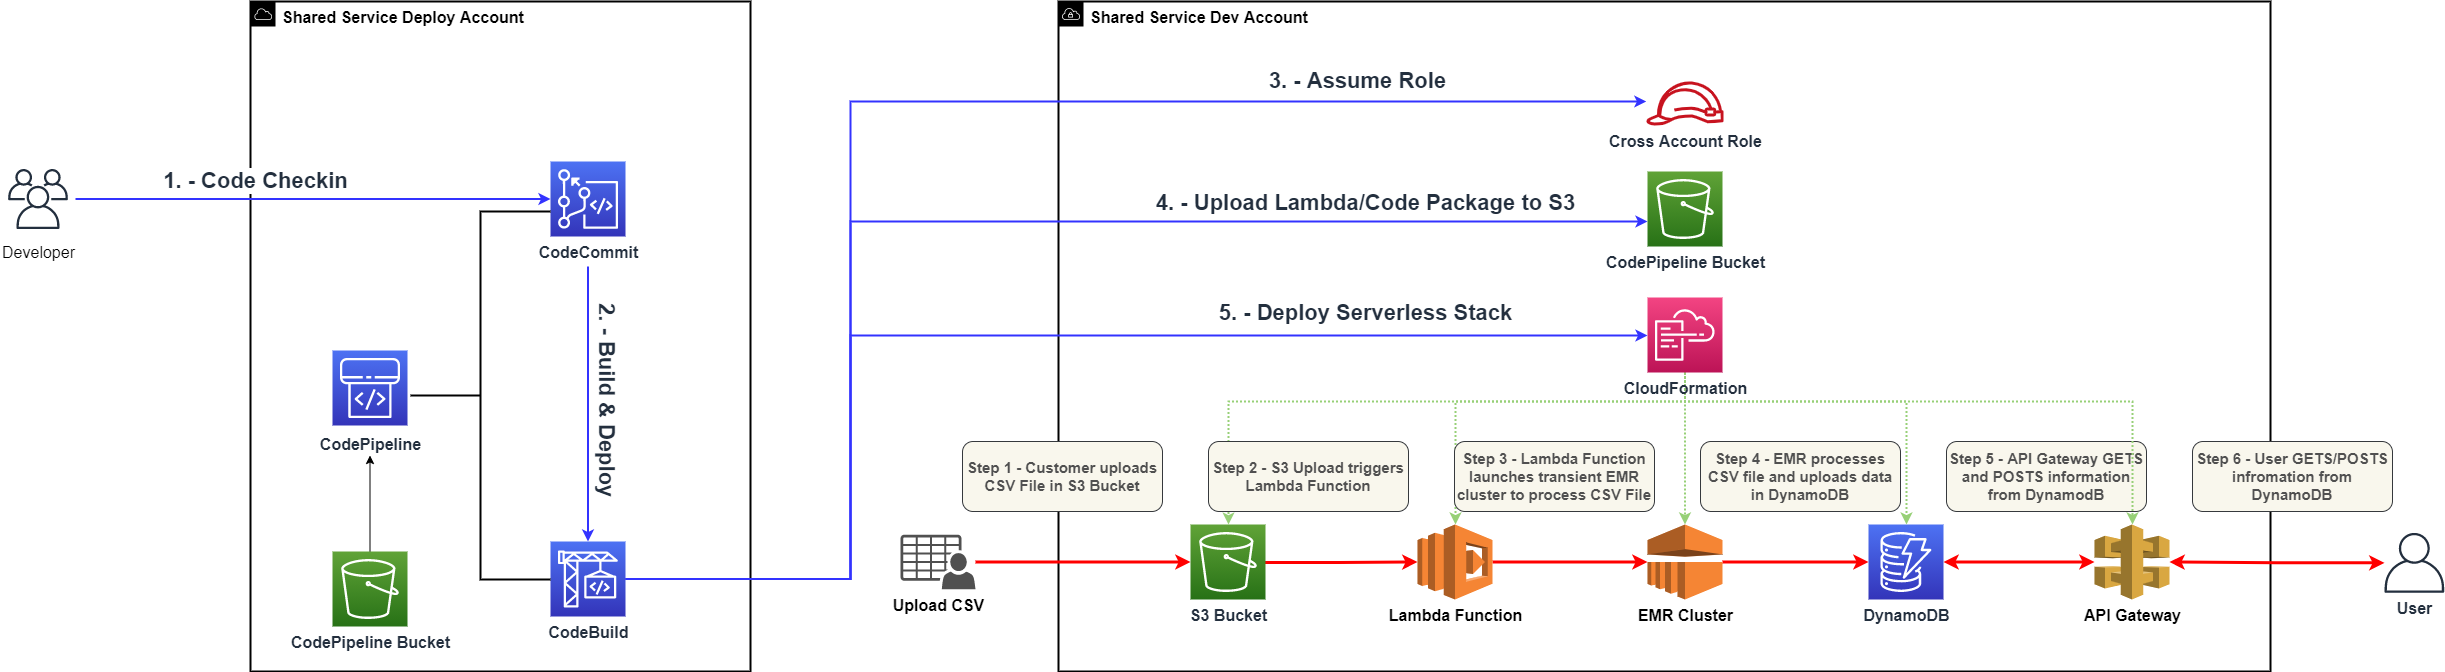 Shared Service Deploy Account
Shared Service Dev Account
3. - Assume Role
Cross Account Role
1. - Code Checkin
4. - Upload Lambda/Code Package to S3
Developer
CodeCommit
CodePipeline Bucket
2. - Build & Deploy
5. - Deploy Serverless Stack
CloudFormation
CodePipeline
Step 1 - Customer uploads
CSV File in S3 Bucket
Step 2 - S3 Upload triggers
Lambda Function
Step 3 - Lambda Function
launches transient EMR
cluster to process CSV File
Step 4 - EMR processes
CSV file and uploads data
in DynamoDB
Step 5 - API Gateway GETS
and POSTS information
from DynamodB
Step 6 - User GETS/POSTS
infromation from
DynamoDB
CodePipeline Bucket
CodeBuild
Upload CSV
S3 Bucket
Lambda Function
EMR Cluster
DynamoDB
API Gateway
User